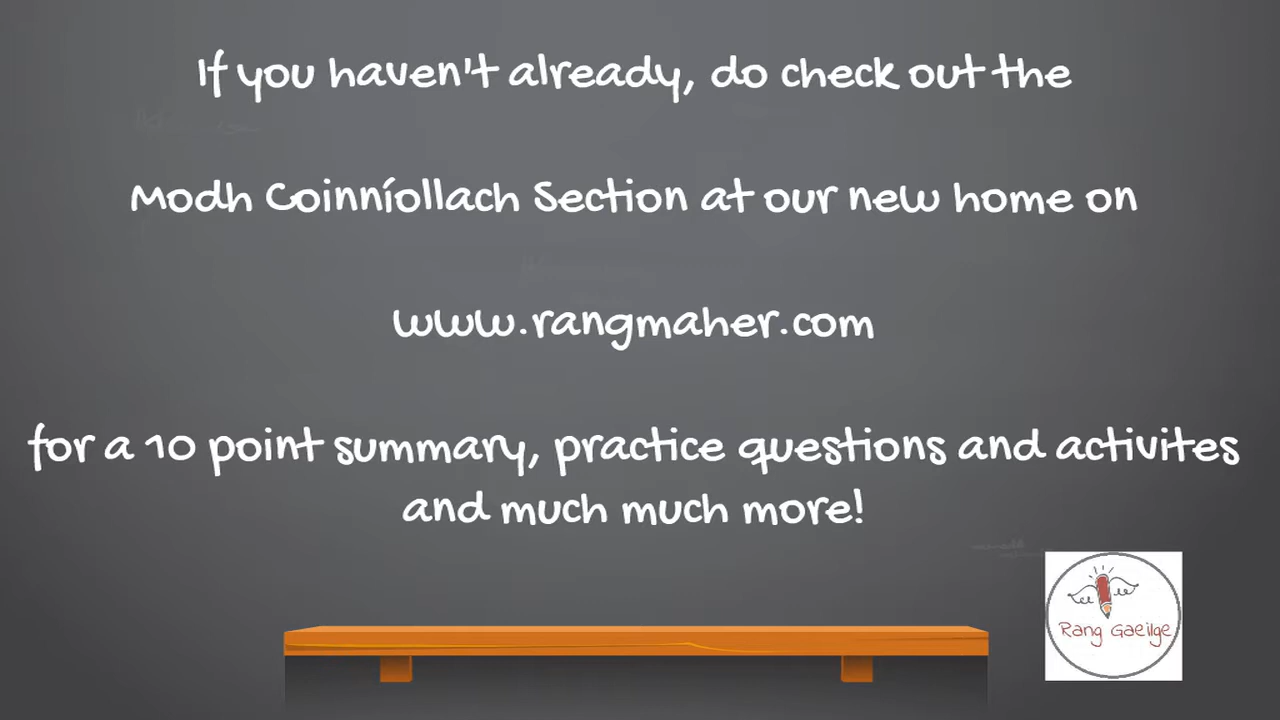 If you haven't already, do check out the
Modh Coinníollach Section at our new home on
www.rangmaher.com
for a 10 point summary, practice questions and activites
and much much more!
Rang Gaeilge